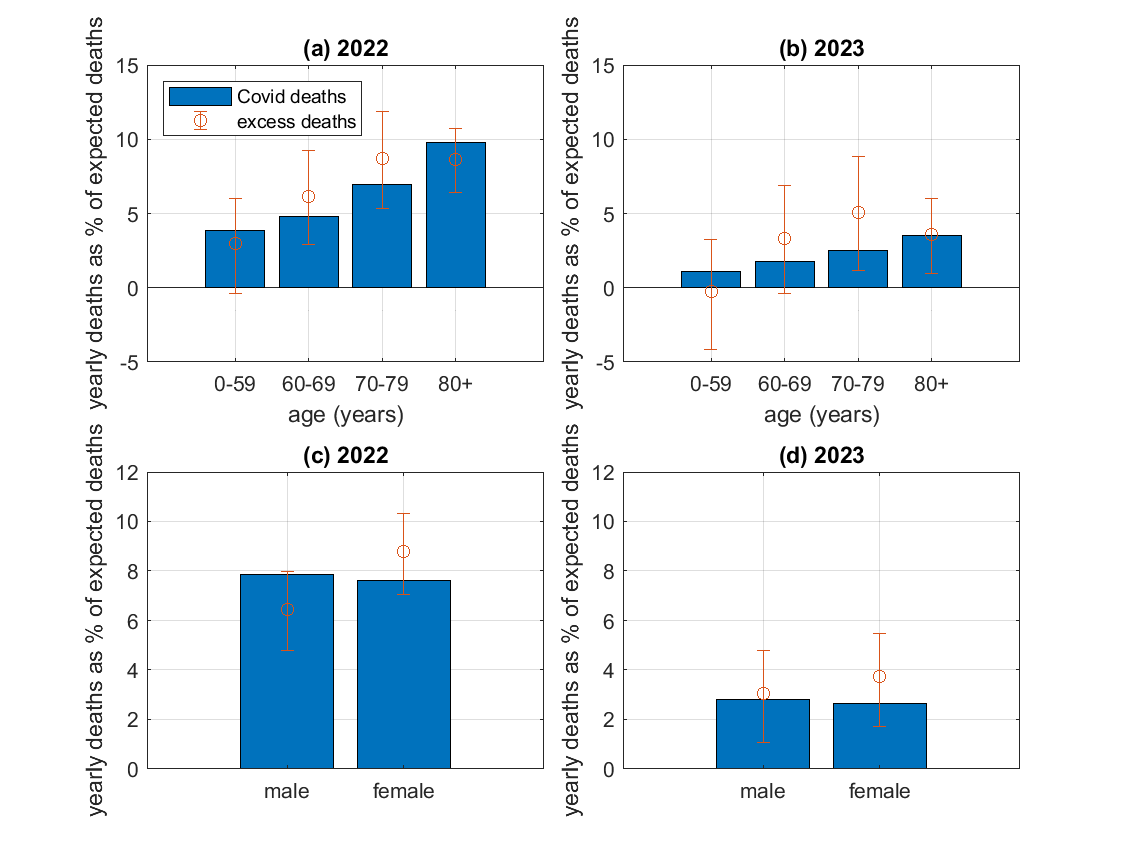 (a) 2022
yearly deaths as % of expected deaths
15
10
5
0
-5
Covid deaths
excess deaths
0-59 60-69 70-79 80+
age (years)
(b) 2023
yearly deaths as % of expected deaths
15
10
5
0
-5
0-59 60-69 70-79 80+
age (years)
(c) 2022
yearly deaths as % of expected deaths
12
10
8
6
4
2
0
male female
(d) 2023
yearly deaths as % of expected deaths
12
10
8
6
4
2
0
male female